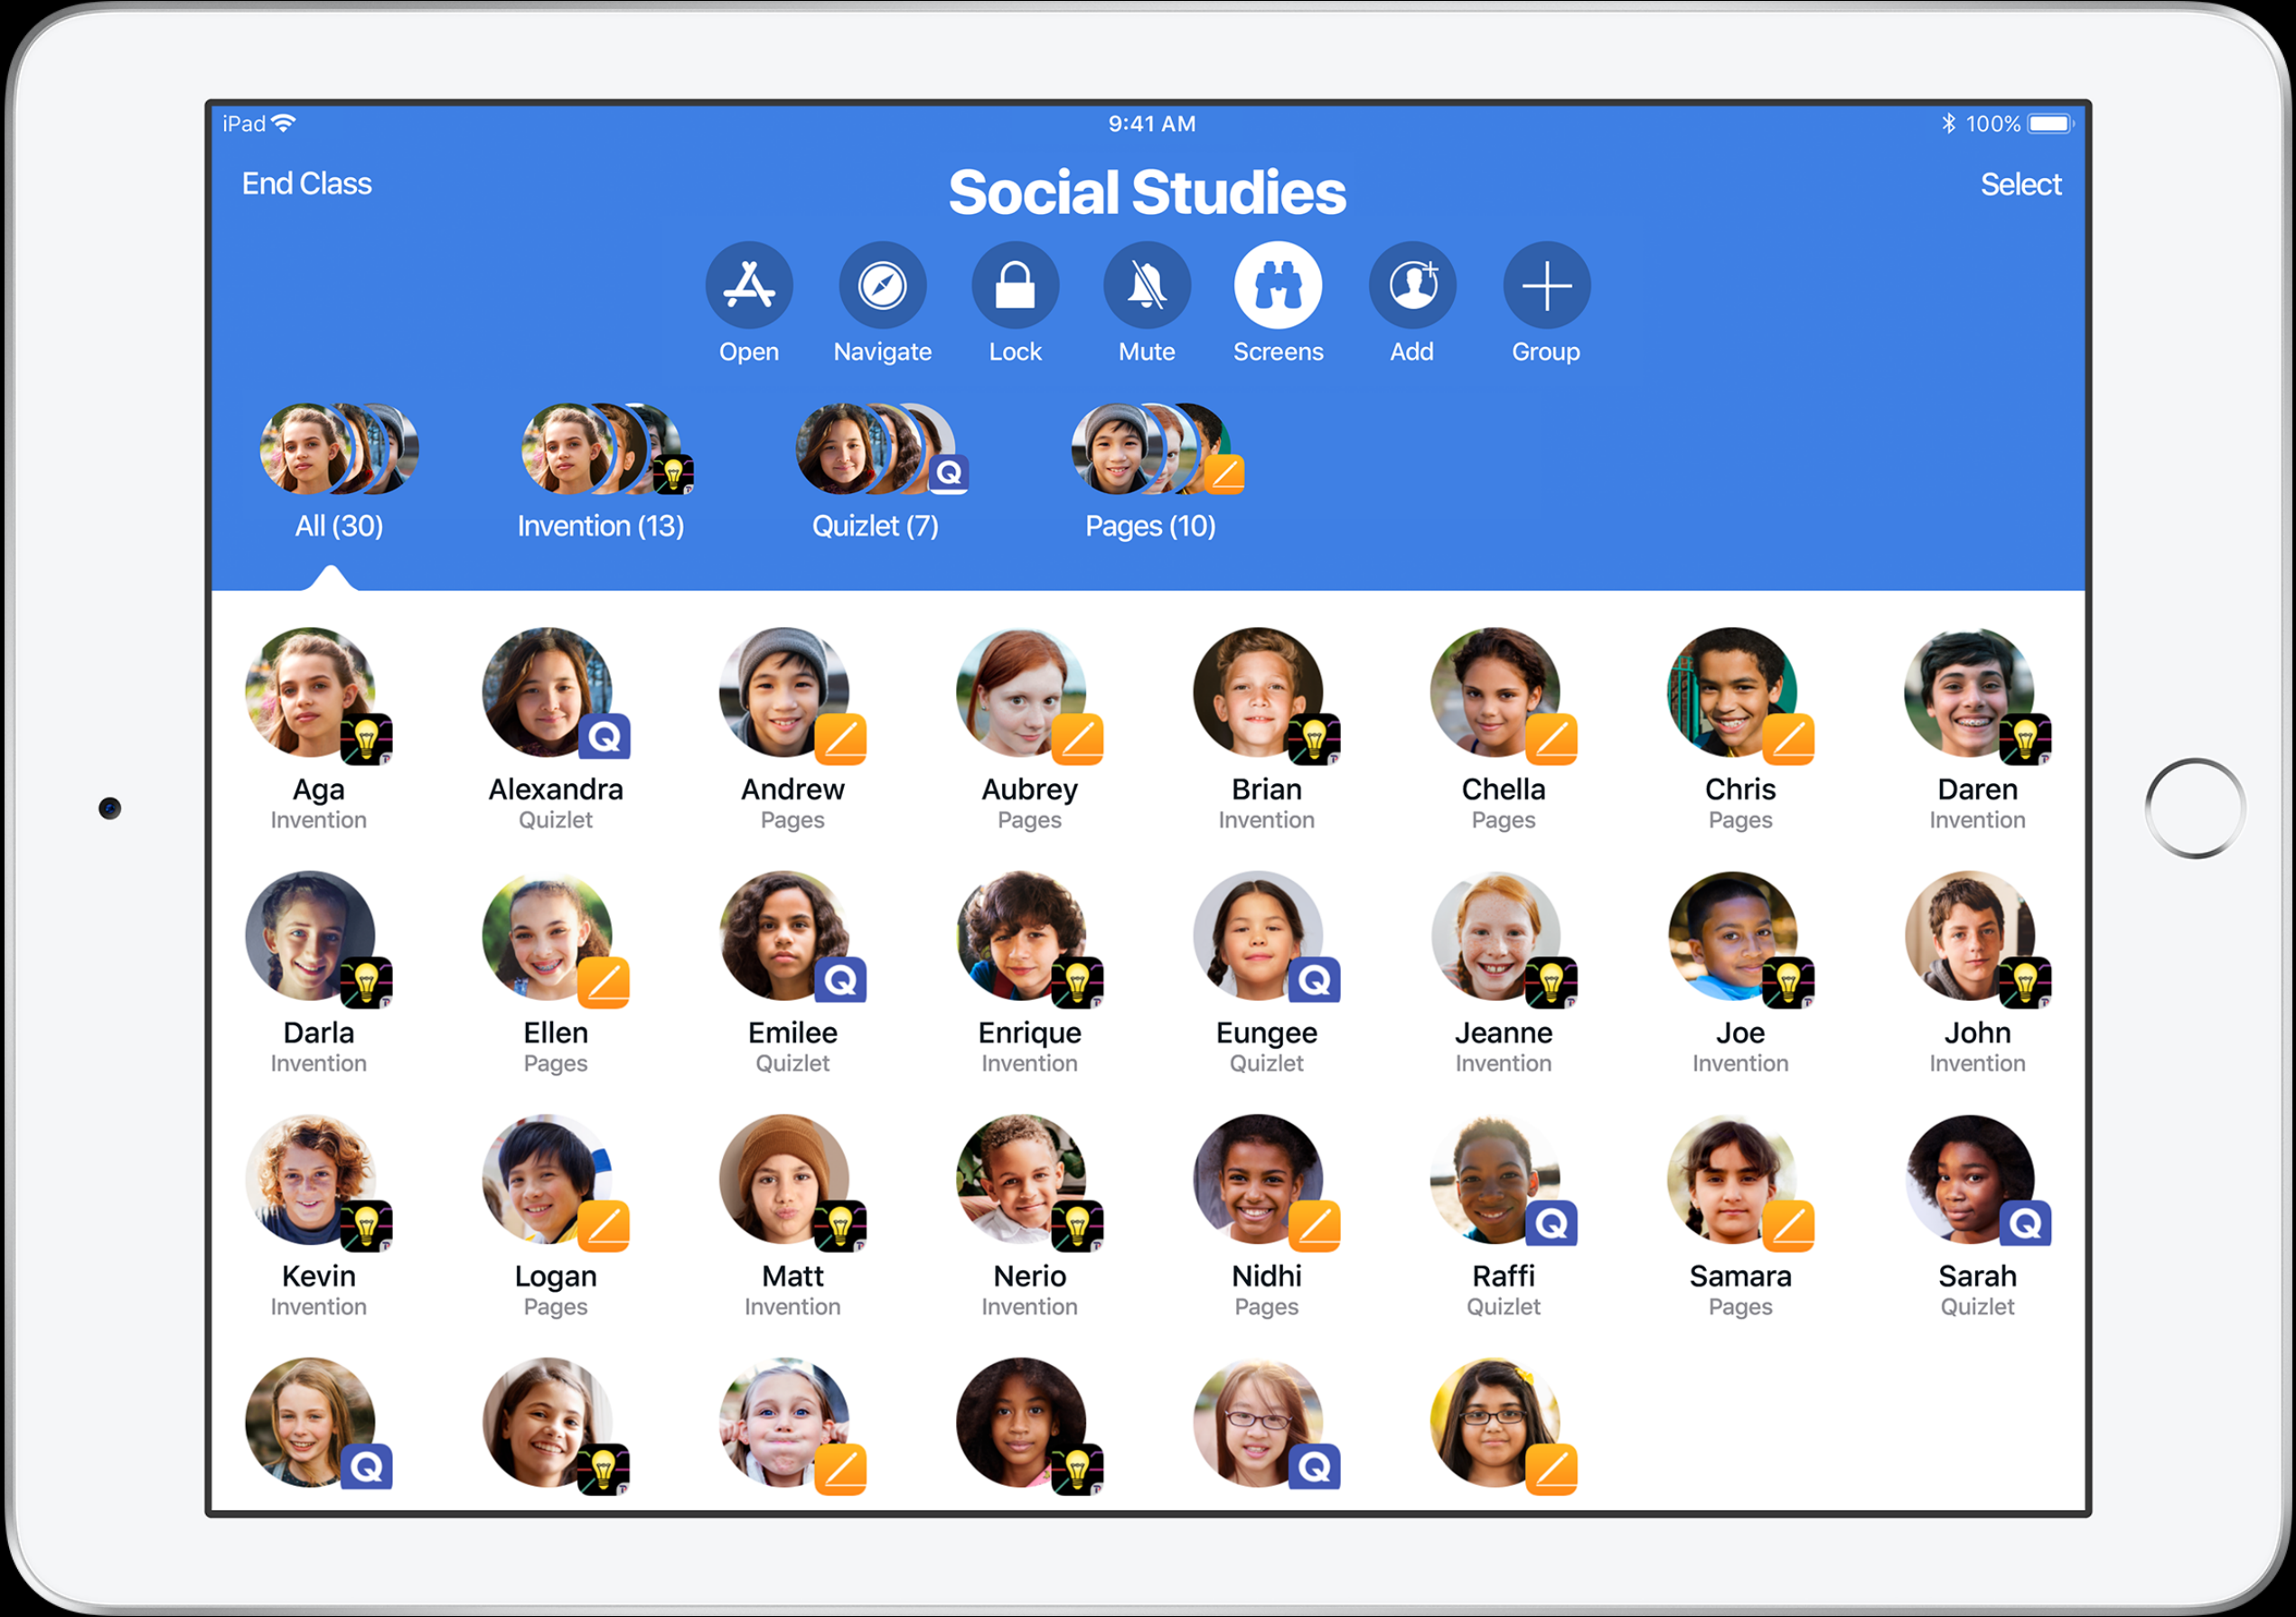 iPad 9:41 AM 100%
End Class Social Studies Select
Open Navigate Lock Mute Screens Add Group
Q
All (30) Invention (13) Quizlet (7) Pages (10)
Q
Aga Alexandra Andrew Aubrey Brian Chella Chris Daren
Invention Quizlet Pages Pages Invention Pages Pages Invention
Q Q
Darla Ellen Emilee Enrique Eungee Jeanne Joe John
Invention Pages Quizlet Invention Quizlet Invention Invention Invention
Q Q
Kevin Logan Matt Nerio Nidhi Raffi Samara Sarah
Invention Pages Invention Invention Pages Quizlet Pages Quizlet
Q Q